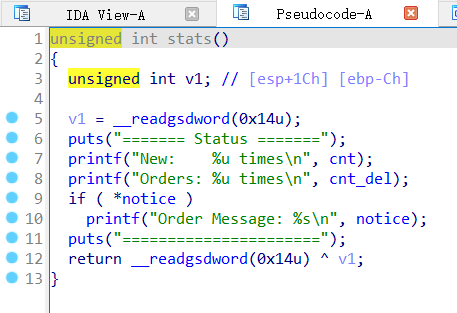 IDA View-A
Pseudocode-A
1 unsigned int stats()
2 {
3 unsigned int v1; // [esp+1Ch] [ebp-Ch]
4
5 v1 = __readgsdword(0x14u);
6 puts("======= Status =======");
7 printf("New:    %u times\n", cnt);
8 printf("Orders: %u times\n", cnt_del);
9 if ( *notice )
10 printf("Order Message: %s\n", notice);
11 puts("======================");
12 return __readgsdword(0x14u) ^ v1;
13 }